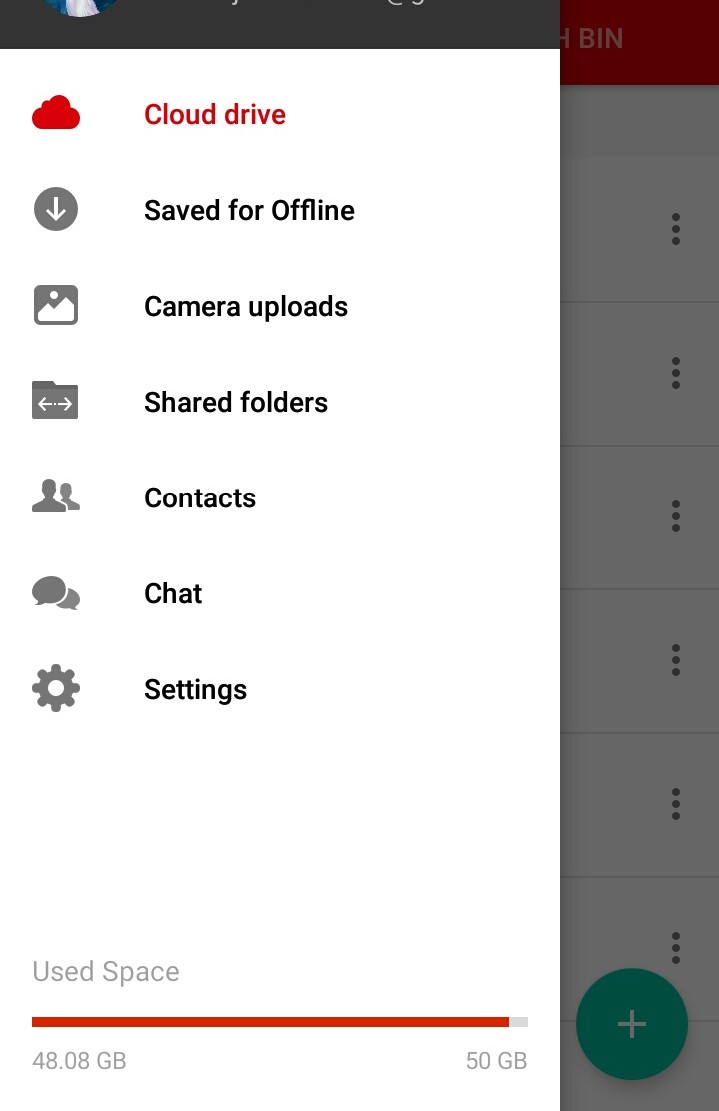 BIN
Cloud drive
Saved for Offline
Camera uploads
Shared folders
Contacts
Chat
Settings
Used Space
48.08 GB
50 GB